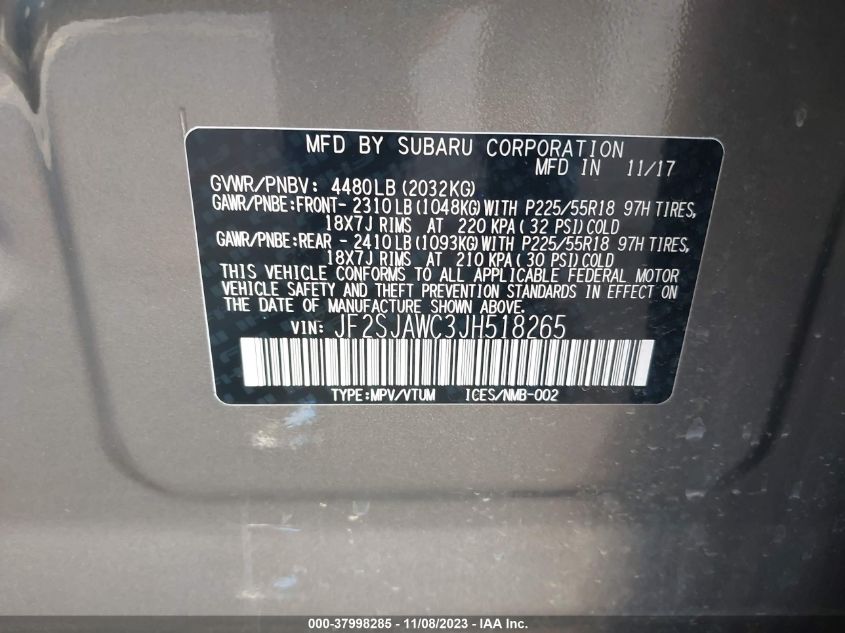 MFD BY SUBARU CORPORATION
MFD IN 11/17
GVWR/PNBV: 4480LB(2032KG)
GAWR/PNBE:FRONT- 2310LB(1048KG)WITH P225/55R18 97H TIRES,
18X7J RIMS AT 220 KPA(32 PSI)COLD
GAWR/PNBE:REAR - 2410LB(1093KG)WITH P225/55R18 97H TIRES,
18X7J RIMS AT 210 KPA(30 PSI)COLD
THIS VEHICLE CONFORMS TO ALL APPLICABLE FEDERAL MOTOR
VEHICLE SAFETY AND THEFT PREVENTION STANDARDS IN EFFECT ON
THE DATE OF MANUFACTURE SHOWN ABOVE.
VIN: JF2SJAWC3JH518265
TYPE:MPV/VTUM ICES/NMB-002
000-37998285 - 11/08/2023 - IAA Inc.